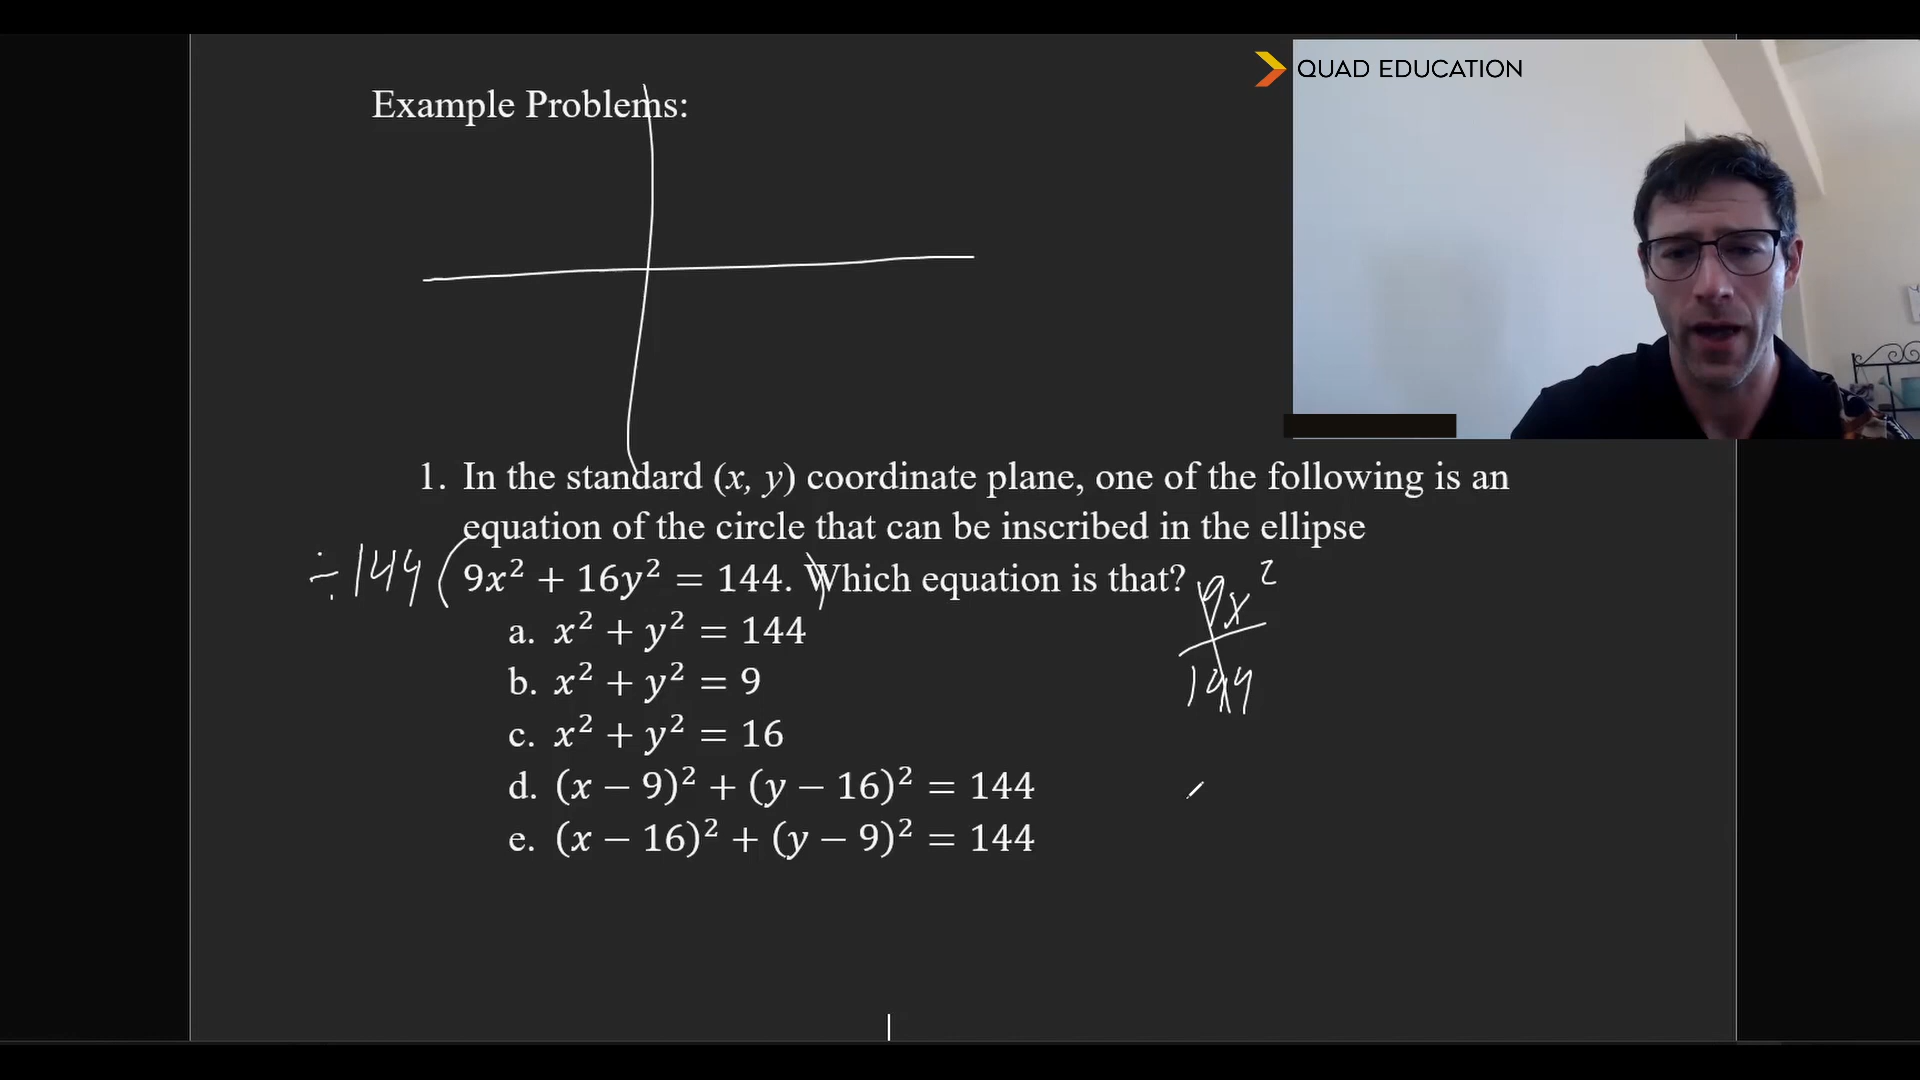 QUAD EDUCATION
Example Problems:
1. In the standard (x, y) coordinate plane, one of the following is an
equation of the circle that can be inscribed in the ellipse
÷144 (9x² + 16y² = 144.) Which equation is that?
9x²
144
a. x² + y² = 144
b. x² + y² = 9
c. x² + y² = 16
d. (x − 9)² + (y − 16)² = 144
e. (x − 16)² + (y − 9)² = 144